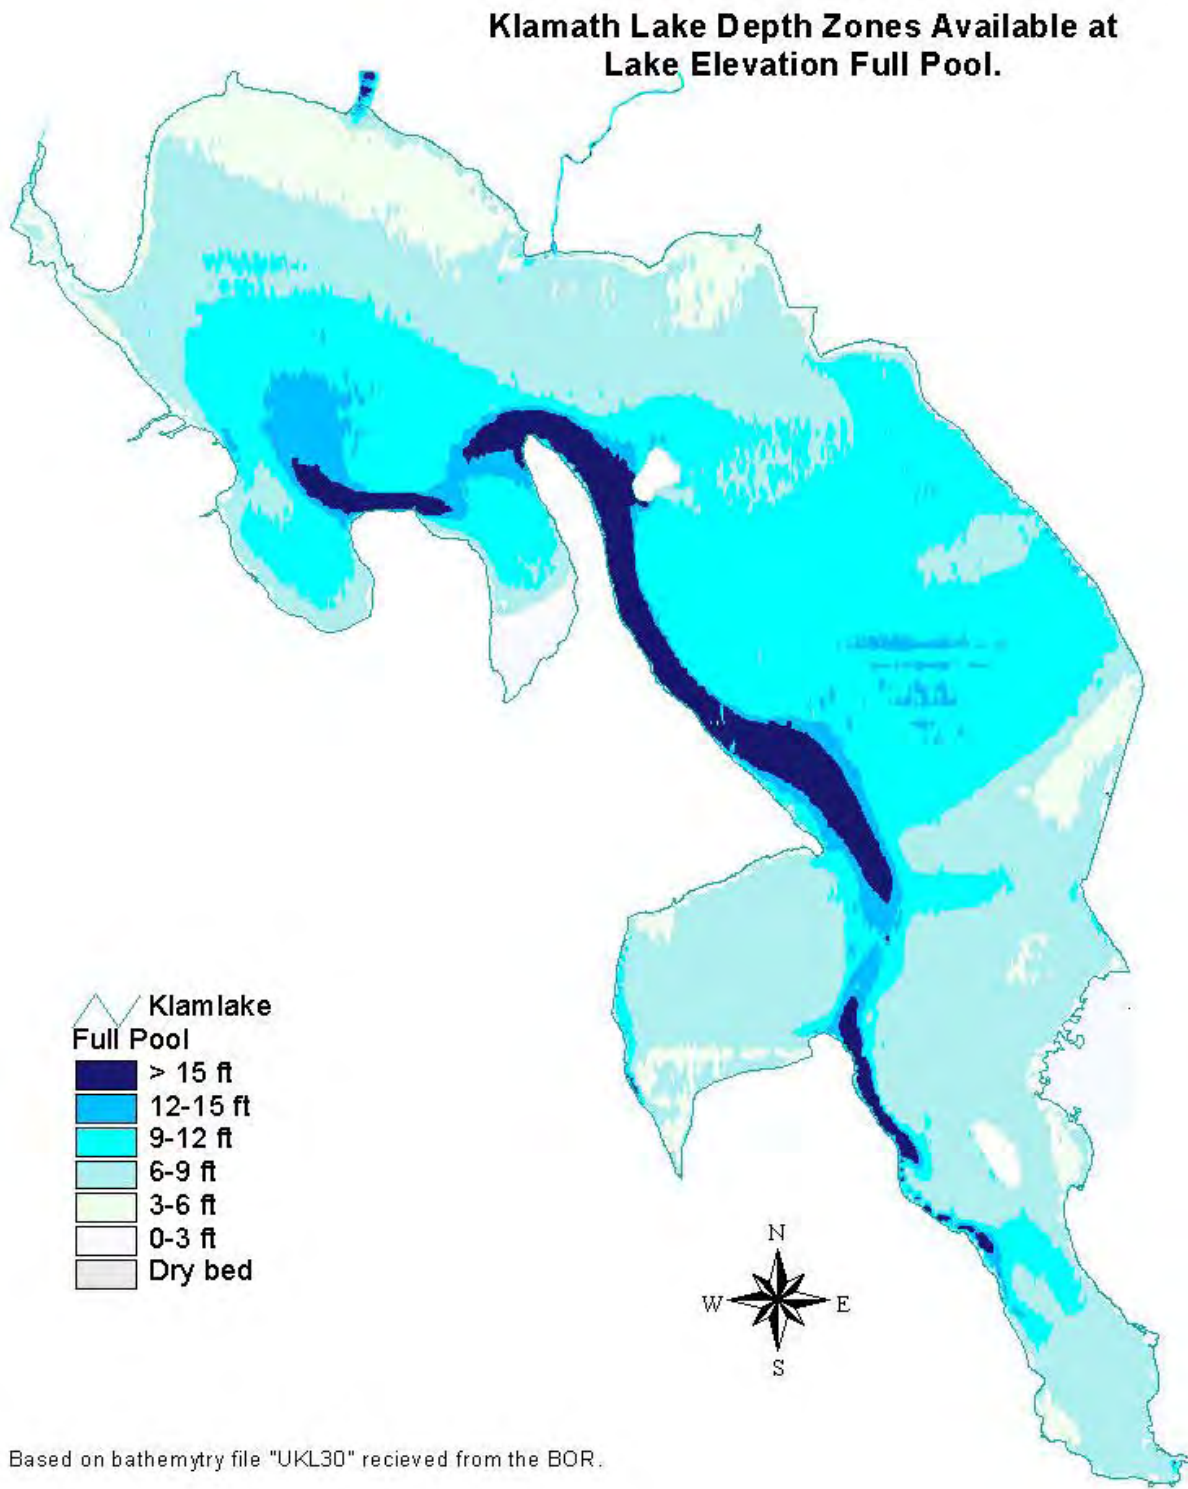 Klamath Lake Depth Zones Available at
Lake Elevation Full Pool.
Klamlake
Full Pool
> 15 ft
12-15 ft
9-12 ft
6-9 ft
3-6 ft
0-3 ft
Dry bed
N
W E
S
Based on bathemytry file "UKL30" recieved from the BOR.